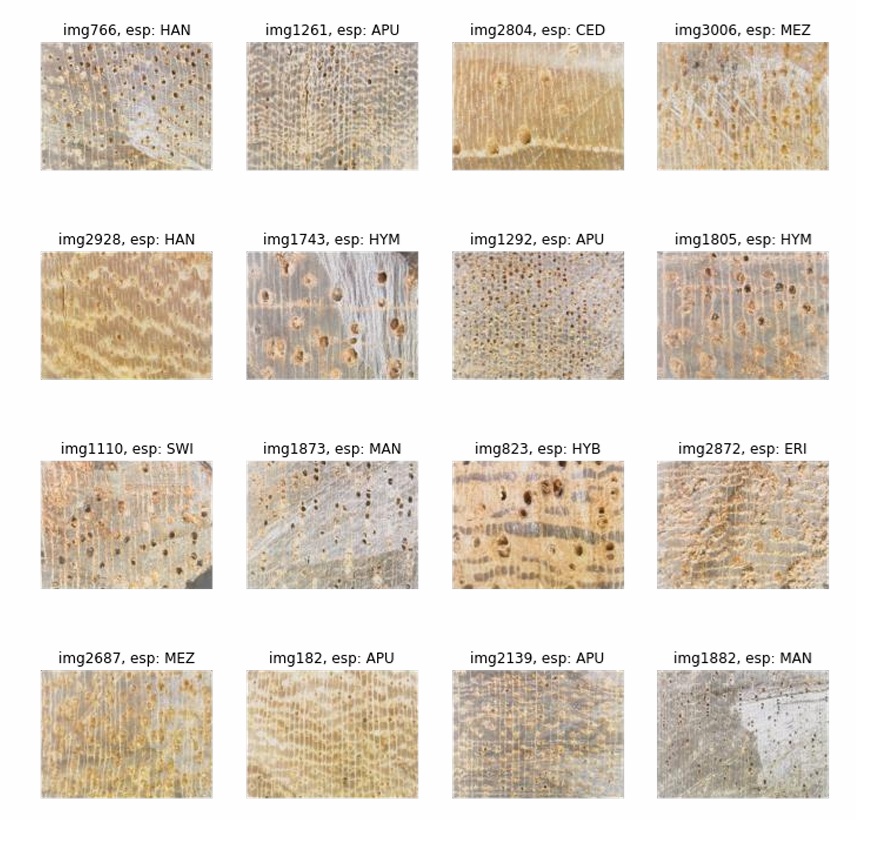 img766, esp: HAN
img1261, esp: APU
img2804, esp: CED
img3006, esp: MEZ
img2928, esp: HAN
img1743, esp: HYM
img1292, esp: APU
img1805, esp: HYM
img1110, esp: SWI
img1873, esp: MAN
img823, esp: HYB
img2872, esp: ERI
img2687, esp: MEZ
img182, esp: APU
img2139, esp: APU
img1882, esp: MAN